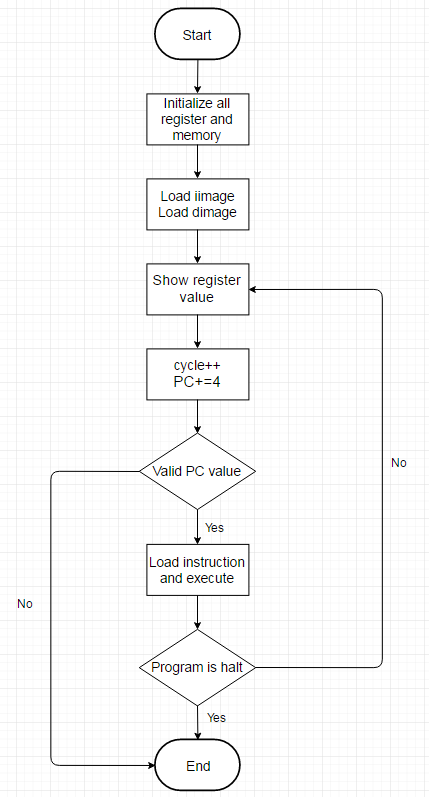 Start
Initialize all
register and
memory
Load iimage
Load dimage
Show register
value
cycle++
PC+=4
Valid PC value
Yes
No
Load instruction
and execute
No
Program is halt
Yes
End